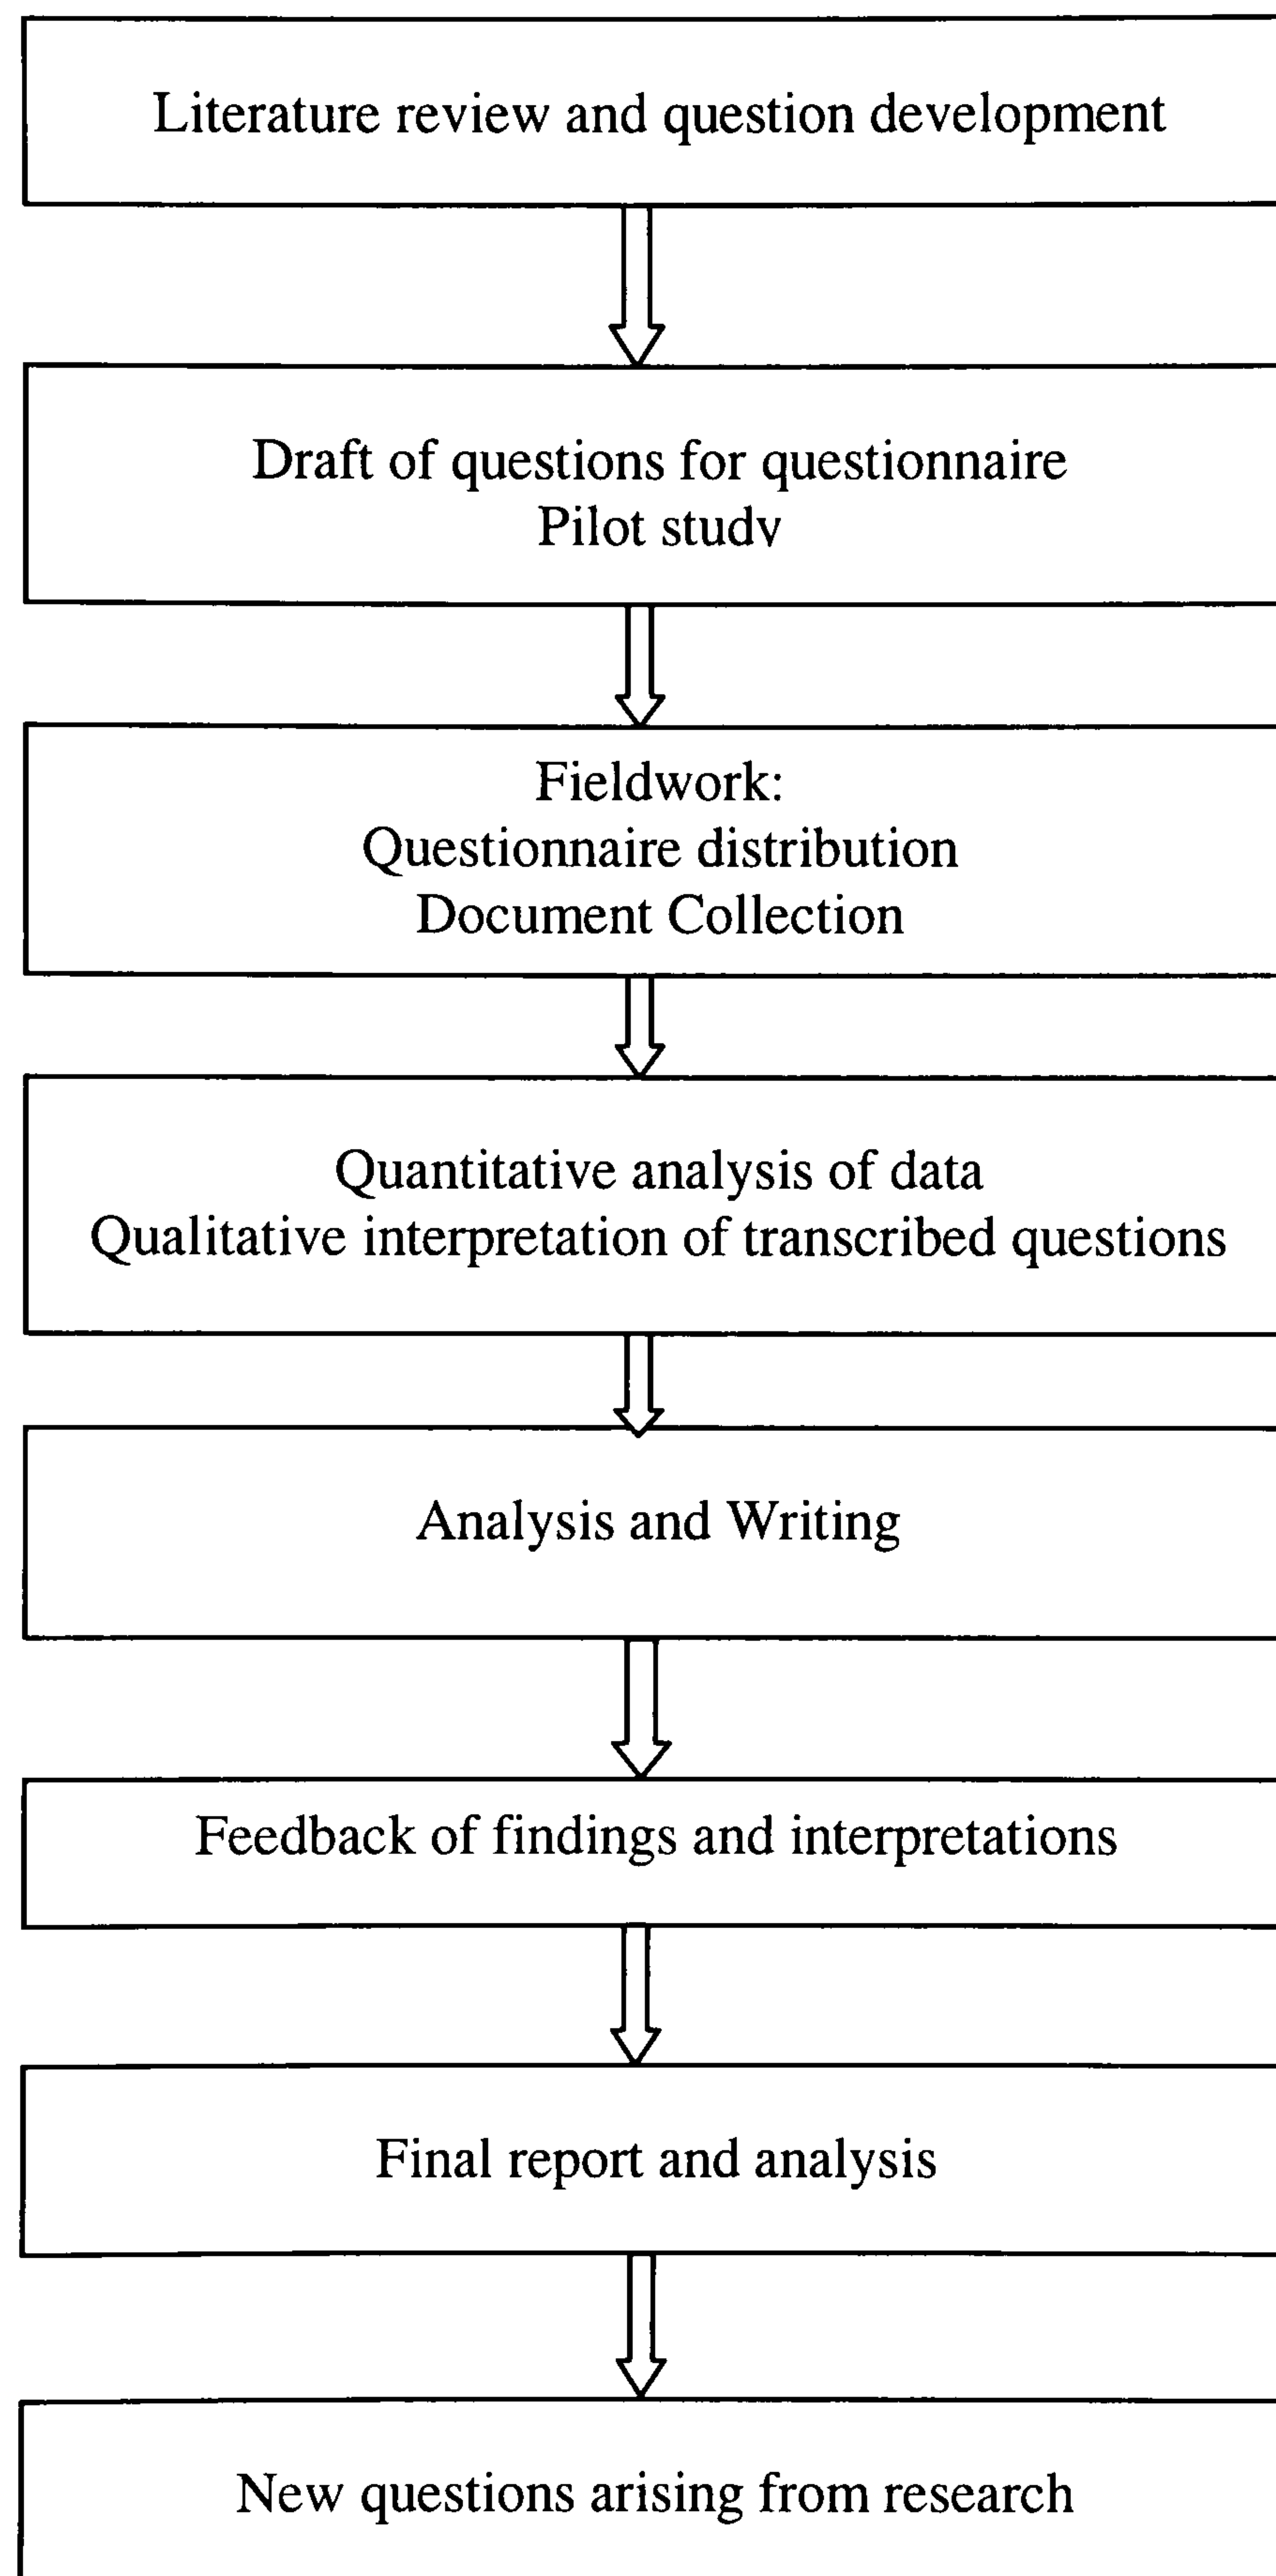 Literature review and question development
Draft of questions for questionnaire
Pilot study
Fieldwork:
Questionnaire distribution
Document Collection
Quantitative analysis of data
Qualitative interpretation of transcribed questions
Analysis and Writing
Feedback of findings and interpretations
Final report and analysis
New questions arising from research